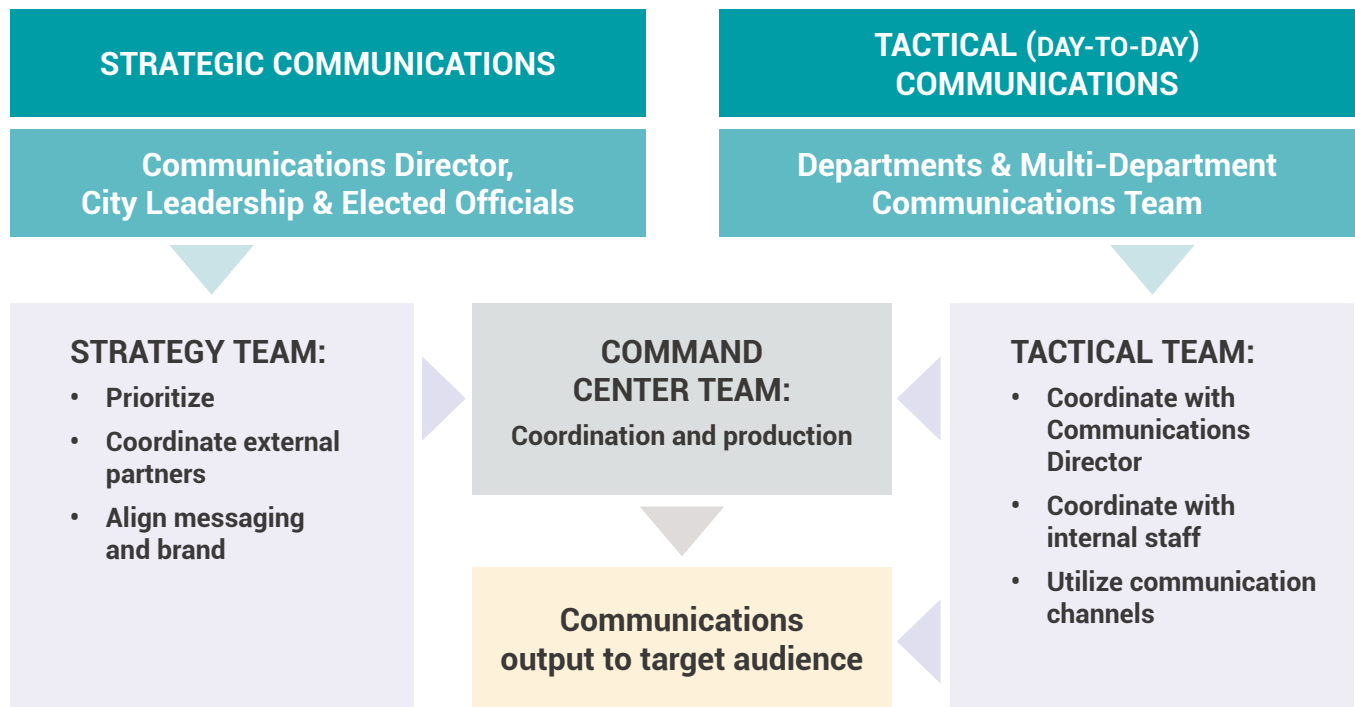 STRATEGIC COMMUNICATIONS
Communications Director,
City Leadership & Elected Officials
TACTICAL (DAY-TO-DAY)
COMMUNICATIONS
Departments & Multi-Department
Communications Team
STRATEGY TEAM:
• Prioritize
• Coordinate external
partners
• Align messaging
and brand
COMMAND
CENTER TEAM:
Coordination and production
Communications
output to target audience
TACTICAL TEAM:
• Coordinate with
Communications
Director
• Coordinate with
internal staff
• Utilize communication
channels